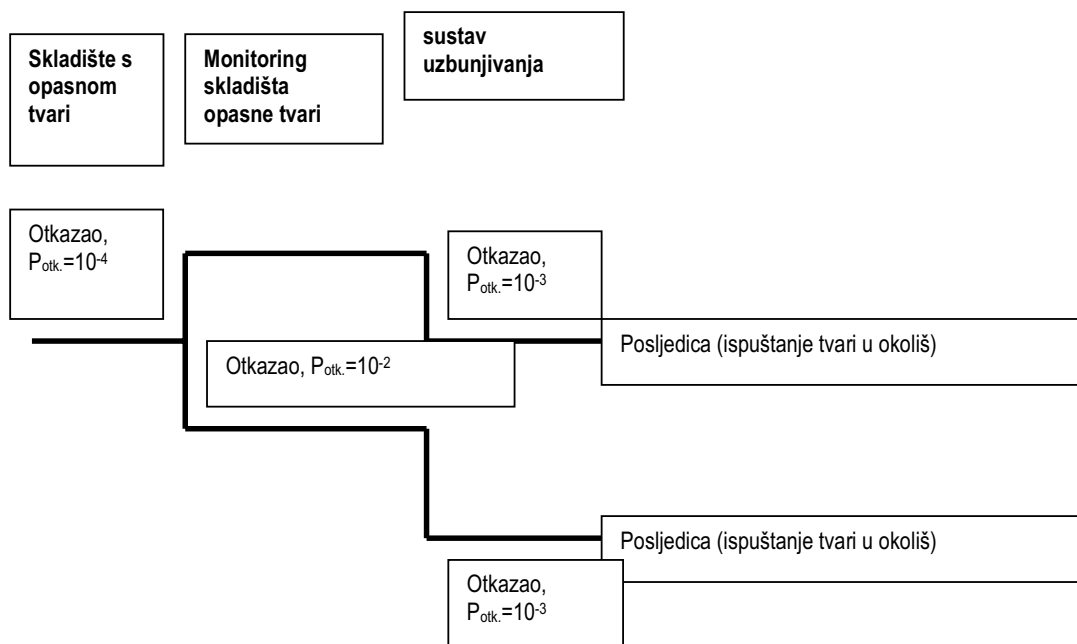 Skladište s
opasnom
tvari
Monitoring
skladišta
opasne tvari
sustav
uzbunjivanja
Otkazao,
Potk.=10-4
Otkazao,
Potk.=10-3
Otkazao, Potk.=10-2
Posljedica (ispuštanje tvari u okoliš)
Posljedica (ispuštanje tvari u okoliš)
Otkazao,
Potk.=10-3